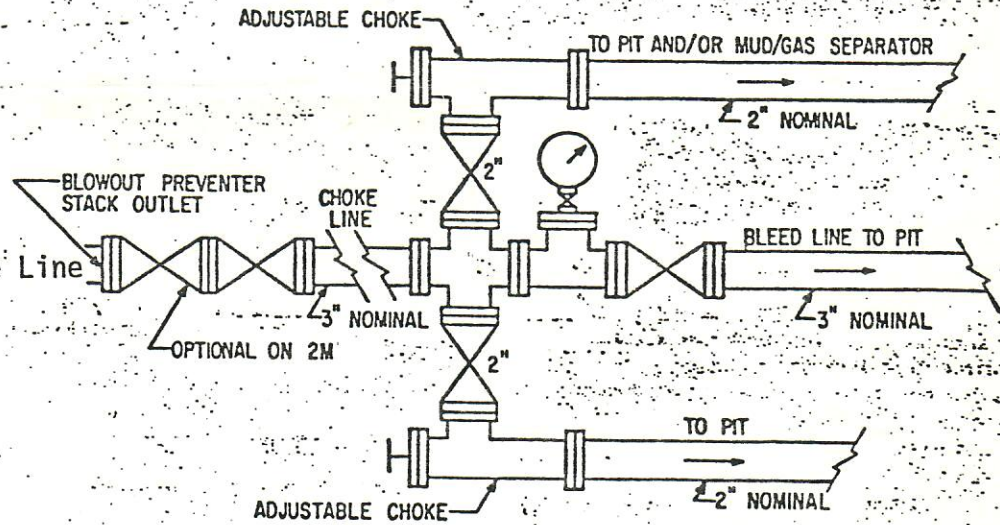 ADJUSTABLE CHOKE
TO PIT AND/OR MUD/GAS SEPARATOR
2" NOMINAL
2"
BLOWOUT PREVENTER
STACK OUTLET
CHOKE
LINE
BLEED LINE TO PIT
Line
3" NOMINAL
3" NOMINAL
OPTIONAL ON 2M
2"
TO PIT
2" NOMINAL
ADJUSTABLE CHOKE